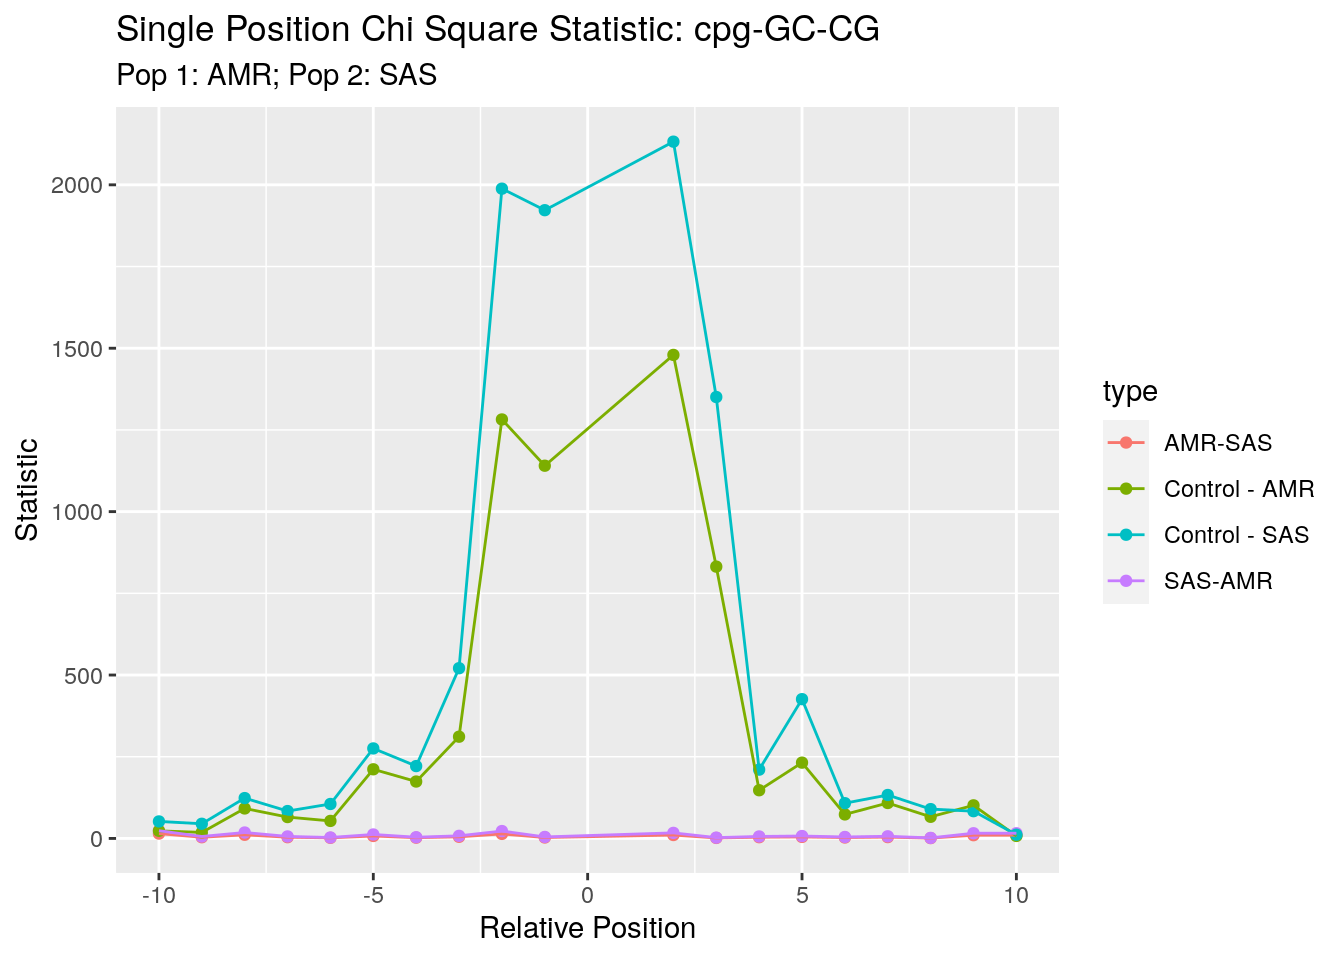 Single Position Chi Square Statistic: cpg-GC-CG
Pop 1: AMR; Pop 2: SAS
Statistic
2000
1500
1000
500
0
-10
-5
0
5
10
Relative Position
type
AMR-SAS
Control - AMR
Control - SAS
SAS-AMR